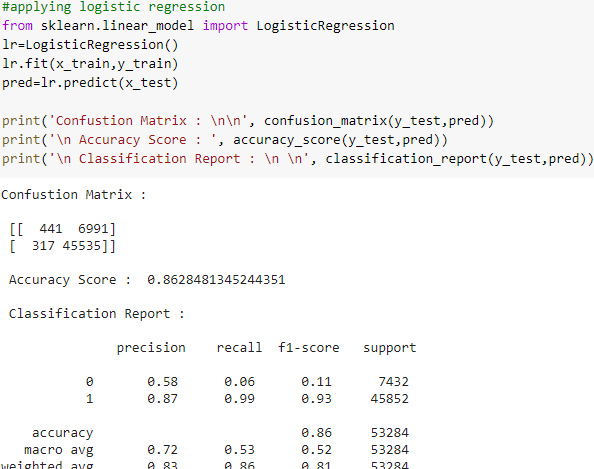 #applying logistic regression
from sklearn.linear_model import LogisticRegression
lr=LogisticRegression()
lr.fit(x_train,y_train)
pred=lr.predict(x_test)
print('Confustion Matrix : \n\n', confusion_matrix(y_test,pred))
print('\n Accuracy Score : ', accuracy_score(y_test,pred))
print('\n Classification Report : \n \n', classification_report(y_test,pred))
Confustion Matrix :
[[  441  6991]
[  317 45535]]
Accuracy Score :  0.8628481345244351
Classification Report :
precision    recall  f1-score   support
0       0.58      0.06      0.11      7432
1       0.87      0.99      0.93     45852
accuracy                           0.86     53284
macro avg       0.72      0.53      0.52     53284
weighted avg       0.83      0.86      0.81     53284